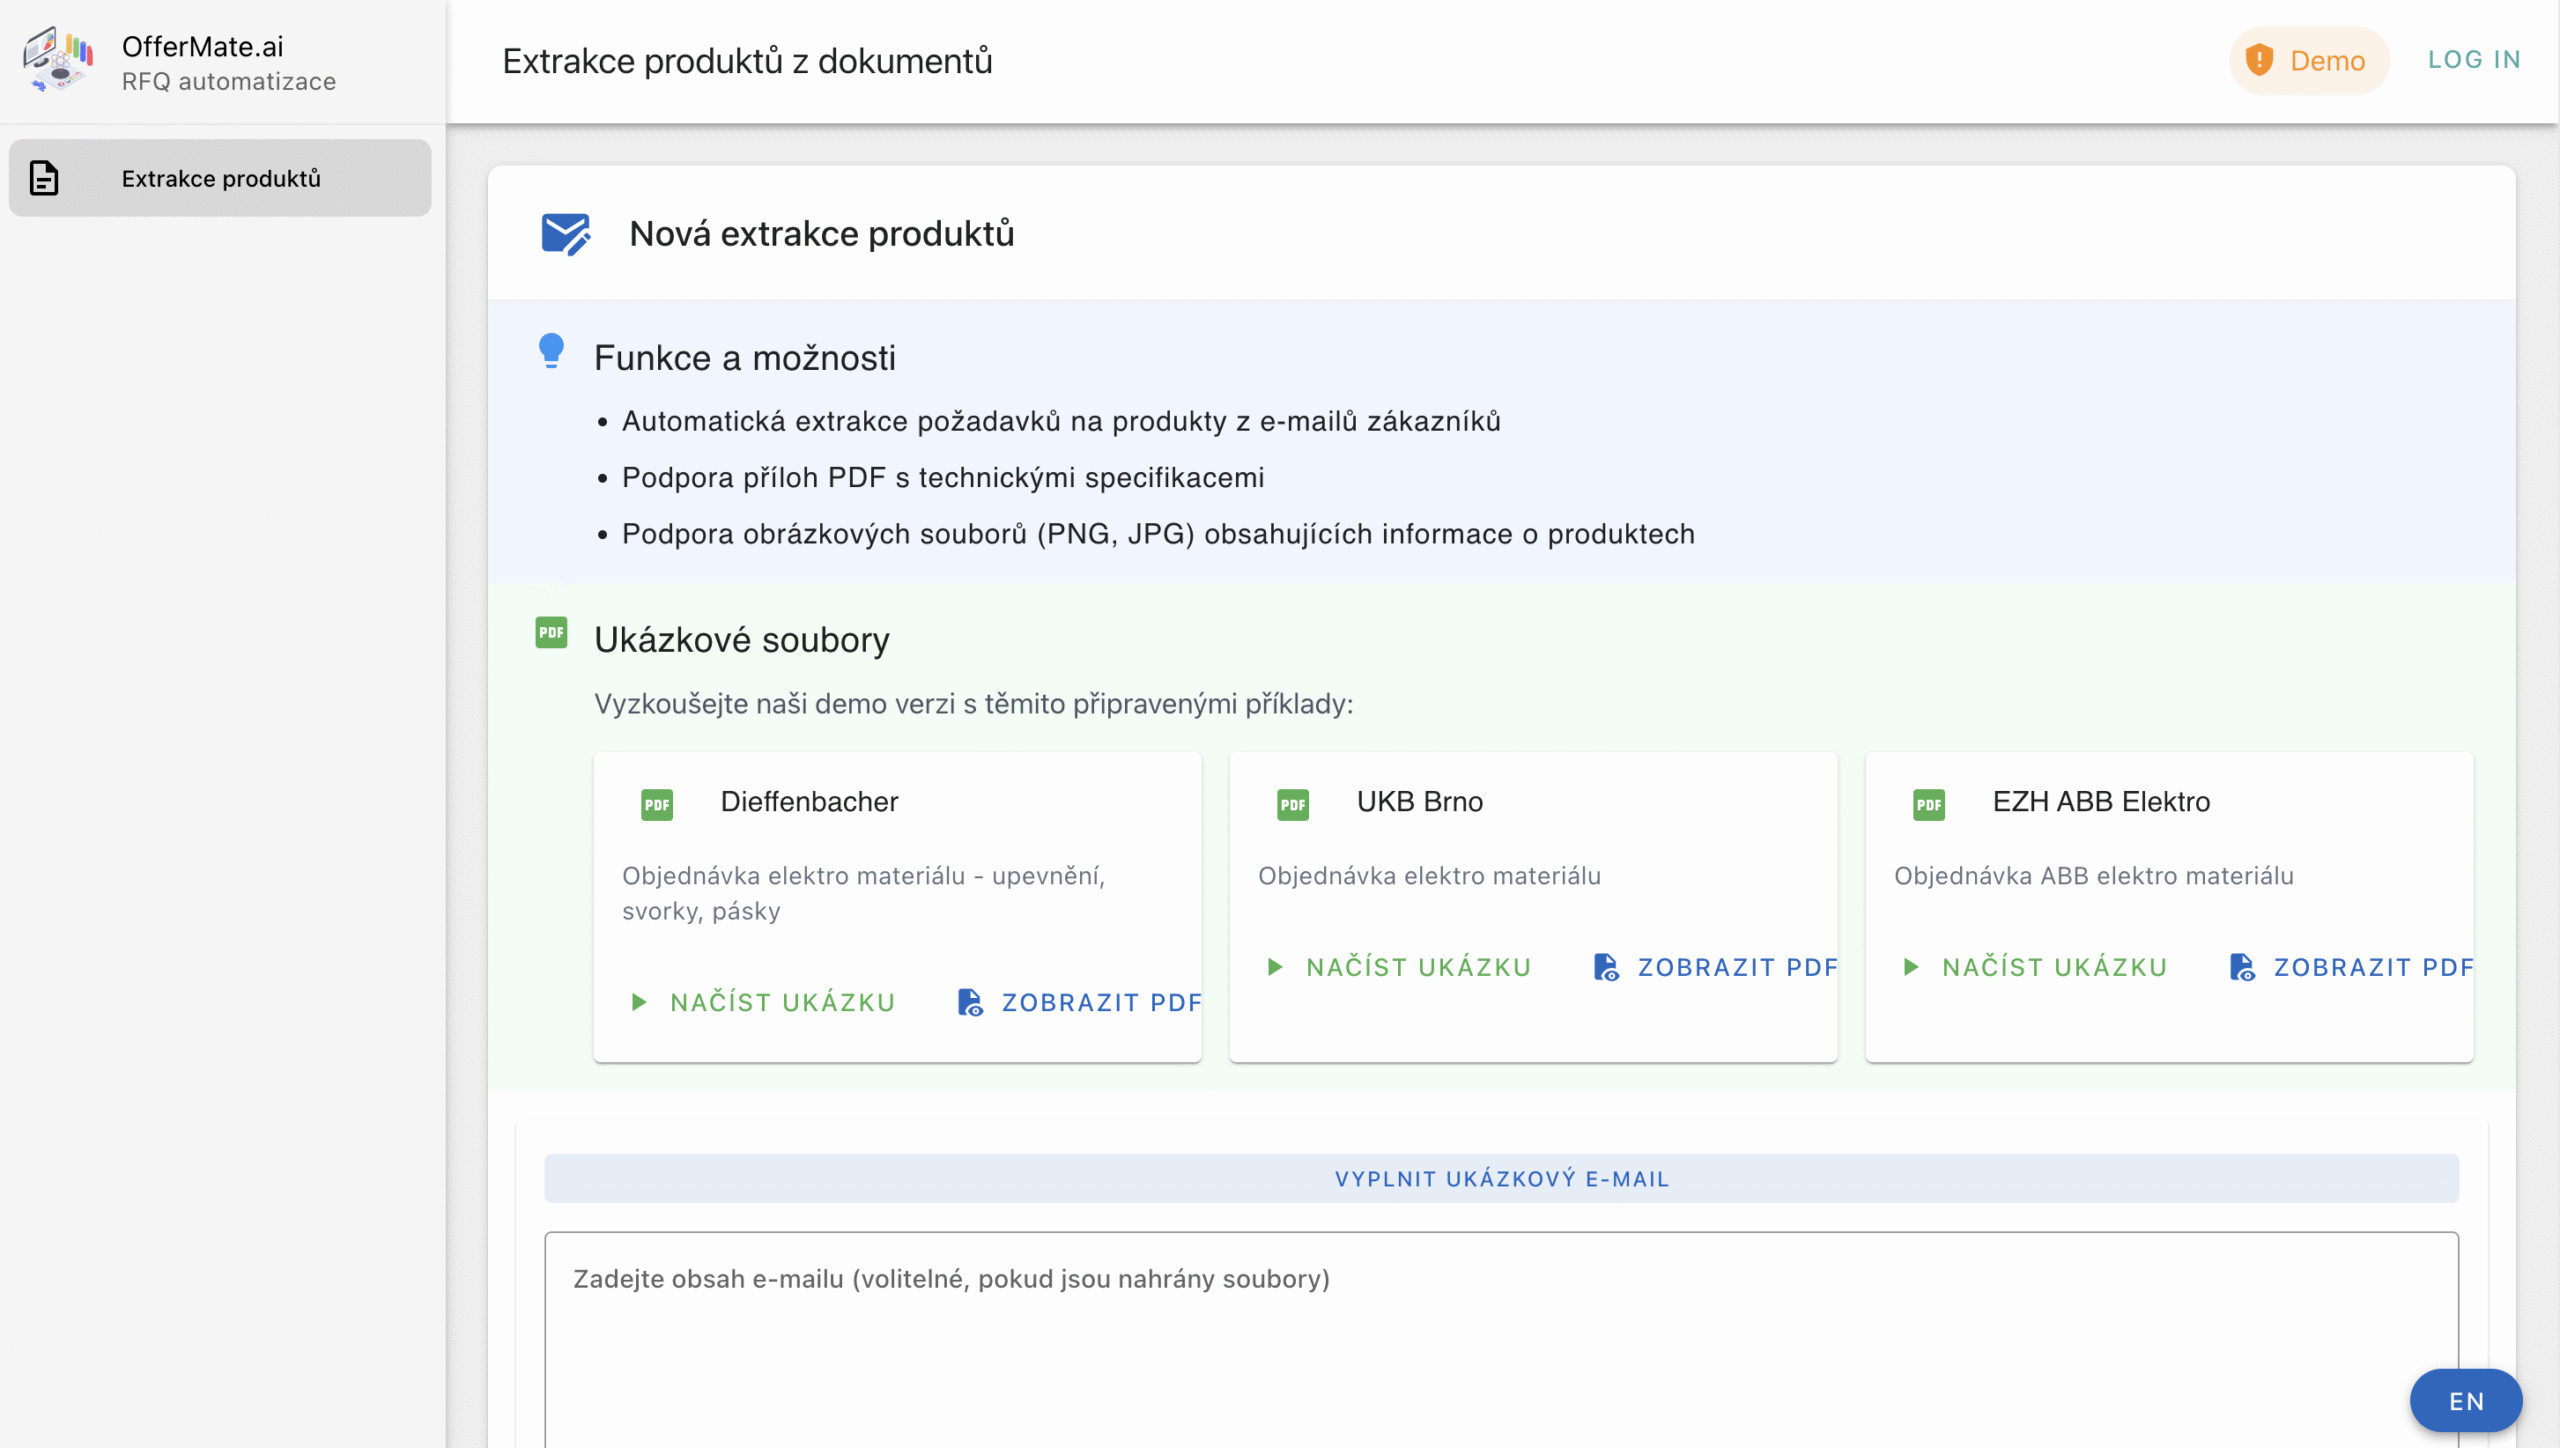 OfferMate.ai
RFQ automatizace
Extrakce produktů z dokumentů
Demo
LOG IN
Extrakce produktů
Nová extrakce produktů
Funkce a možnosti
• Automatická extrakce požadavků na produkty z e-mailů zákazníků
• Podpora příloh PDF s technickými specifikacemi
• Podpora obrázkových souborů (PNG, JPG) obsahujících informace o produktech
PDF
Ukázkové soubory
Vyzkoušejte naši demo verzi s těmito připravenými příklady:
PDF
Dieffenbacher
Objednávka elektro materiálu - upevnění,
svorky, pásky
NAČÍST UKÁZKU
ZOBRAZIT PDF
PDF
UKB Brno
Objednávka elektro materiálu
NAČÍST UKÁZKU
ZOBRAZIT PDF
PDF
EZH ABB Elektro
Objednávka ABB elektro materiálu
NAČÍST UKÁZKU
ZOBRAZIT PDF
VYPLNIT UKÁZKOVÝ E-MAIL
Zadejte obsah e-mailu (volitelné, pokud jsou nahrány soubory)
EN